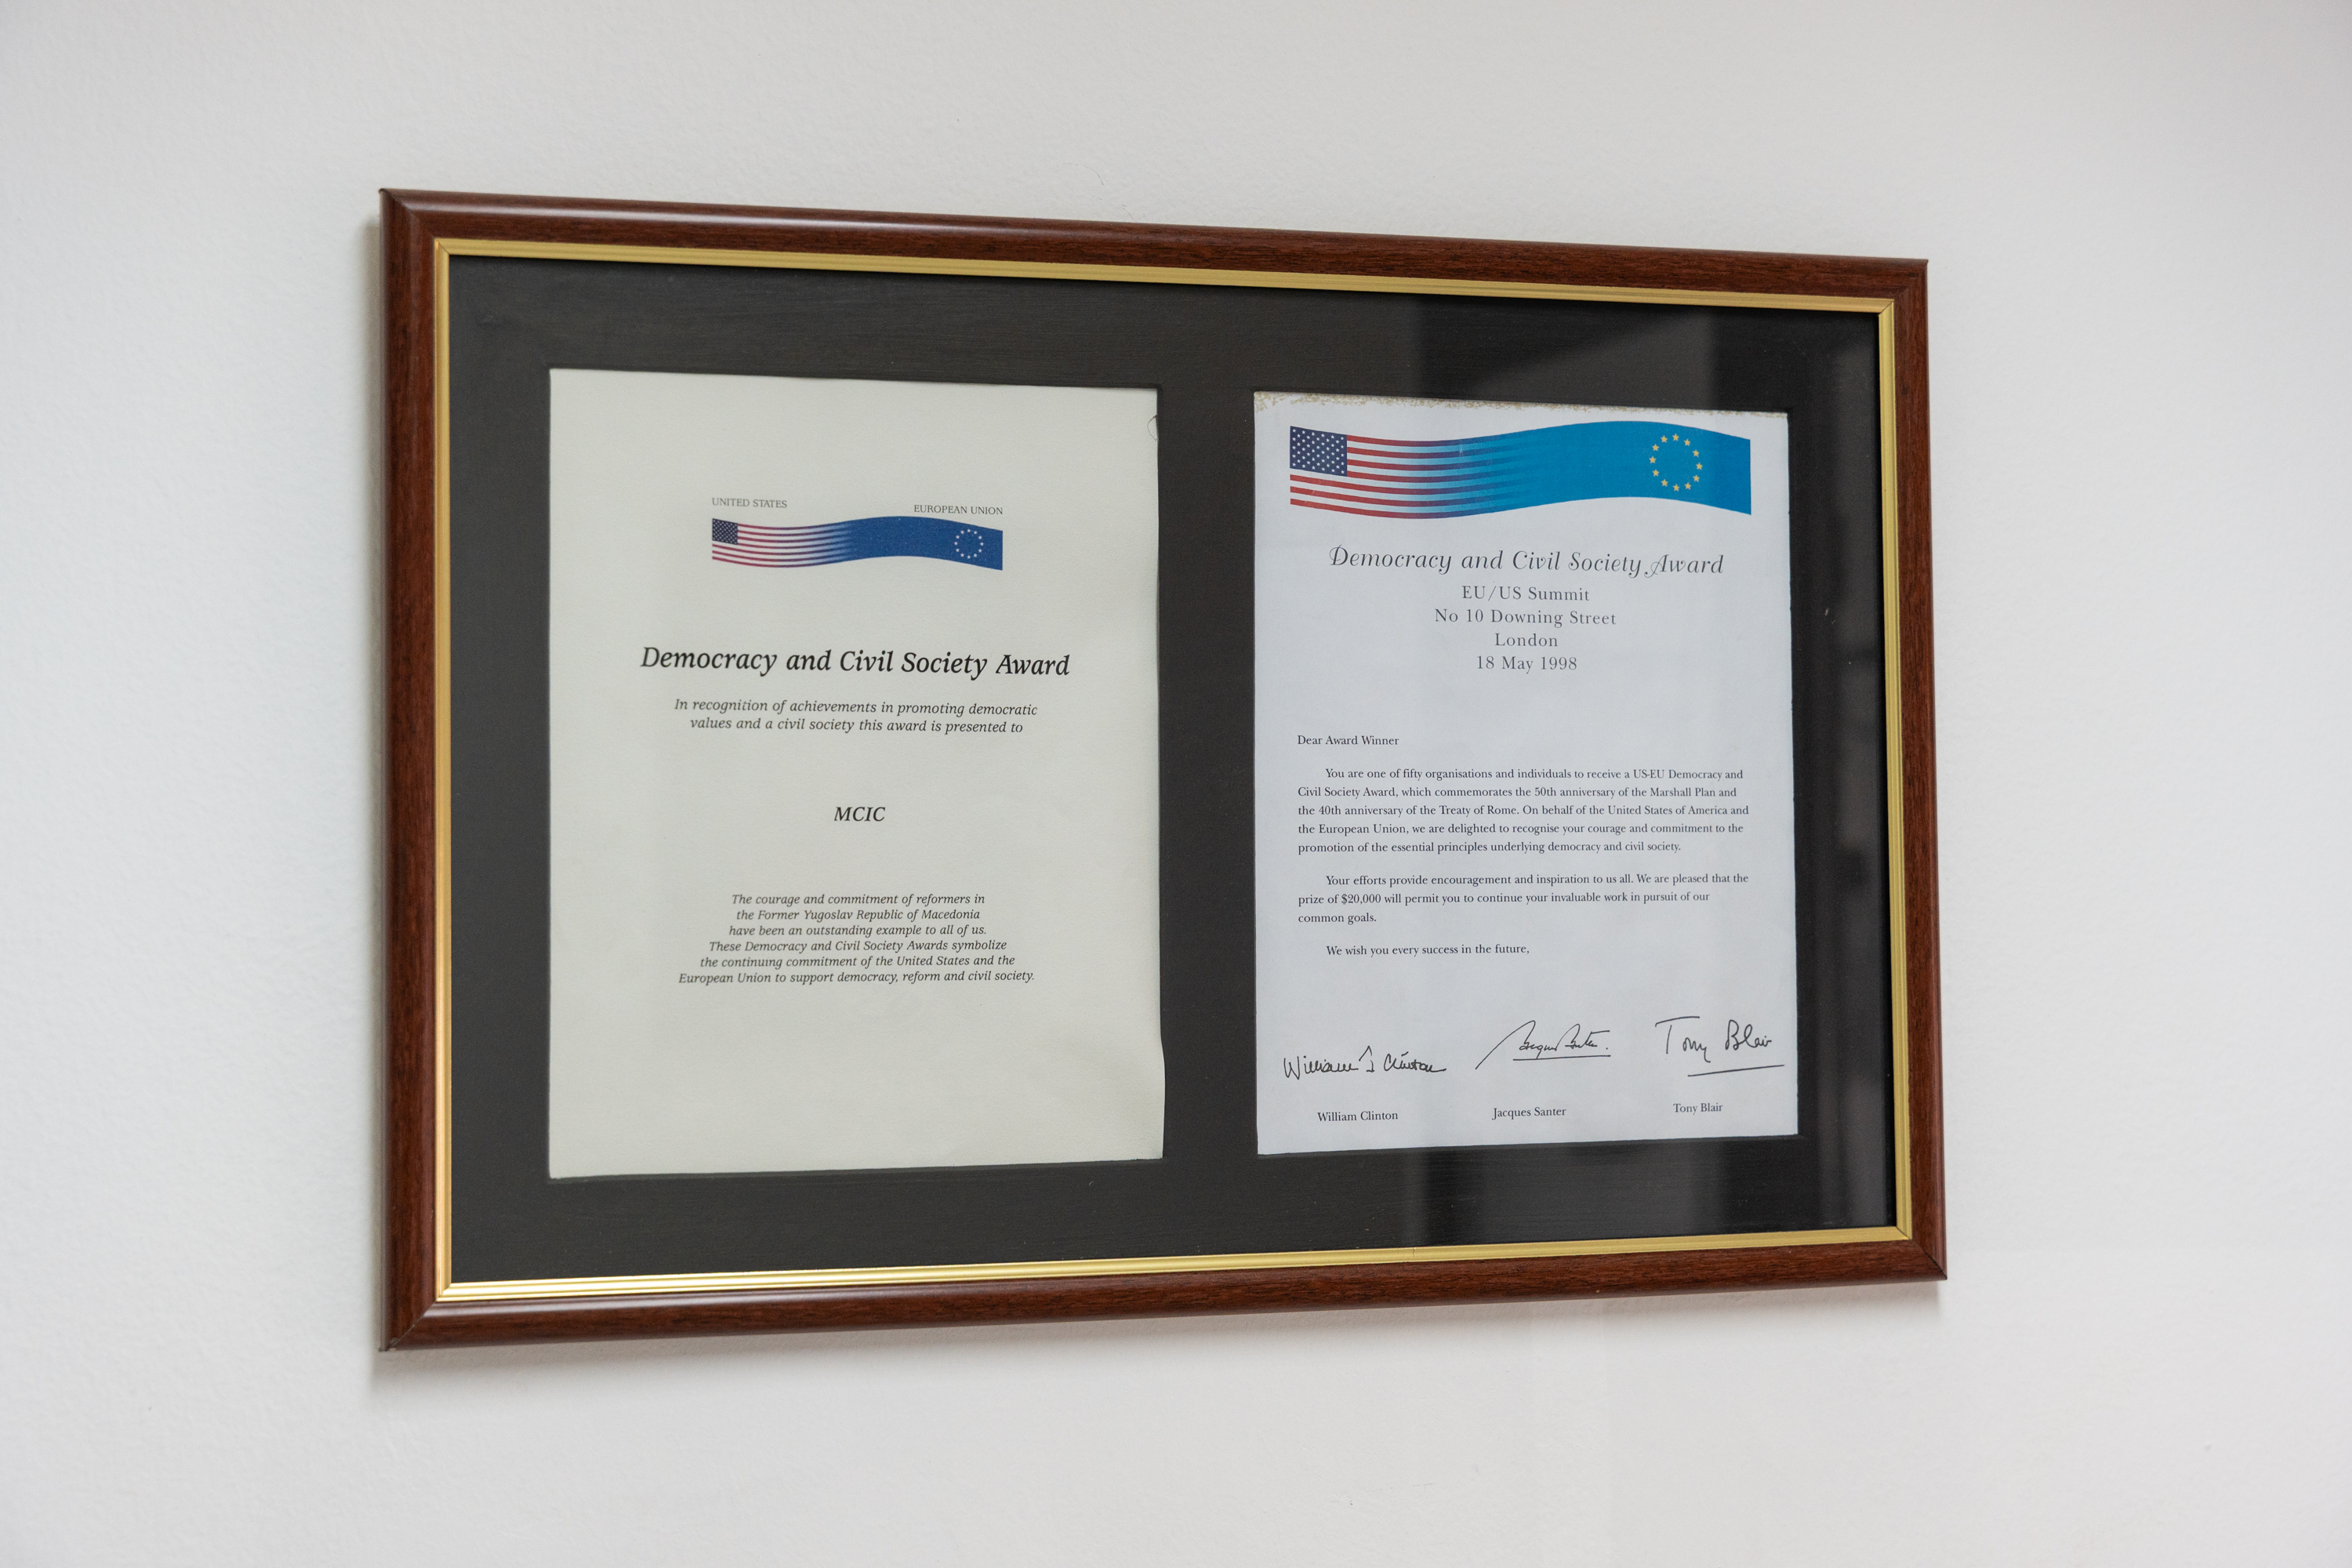 UNITED STATES
EUROPEAN UNION
Democracy and Civil Society Award
In recognition of achievements in promoting democratic
values and a civil society this award is presented to
MCIC
The courage and commitment of reformers in
the Former Yugoslav Republic of Macedonia
have been an outstanding example to all of us.
These Democracy and Civil Society Awards symbolize
the continuing commitment of the United States and the
European Union to support democracy, reform and civil society.
Democracy and Civil Society Award
EU/US Summit
No 10 Downing Street
London
18 May 1998
Dear Award Winner
You are one of fifty organisations and individuals to receive a US-EU Democracy and
Civil Society Award, which commemorates the 50th anniversary of the Marshall Plan and
the 40th anniversary of the Treaty of Rome. On behalf of the United States of America and
the European Union, we are delighted to recognise your courage and commitment to the
promotion of the essential principles underlying democracy and civil society.
Your efforts provide encouragement and inspiration to us all. We are pleased that the
prize of $20,000 will permit you to continue your invaluable work in pursuit of our
common goals.
We wish you every success in the future,
William J Clinton
Jacques Santer
Tony Blair
William Clinton
Jacques Santer
Tony Blair